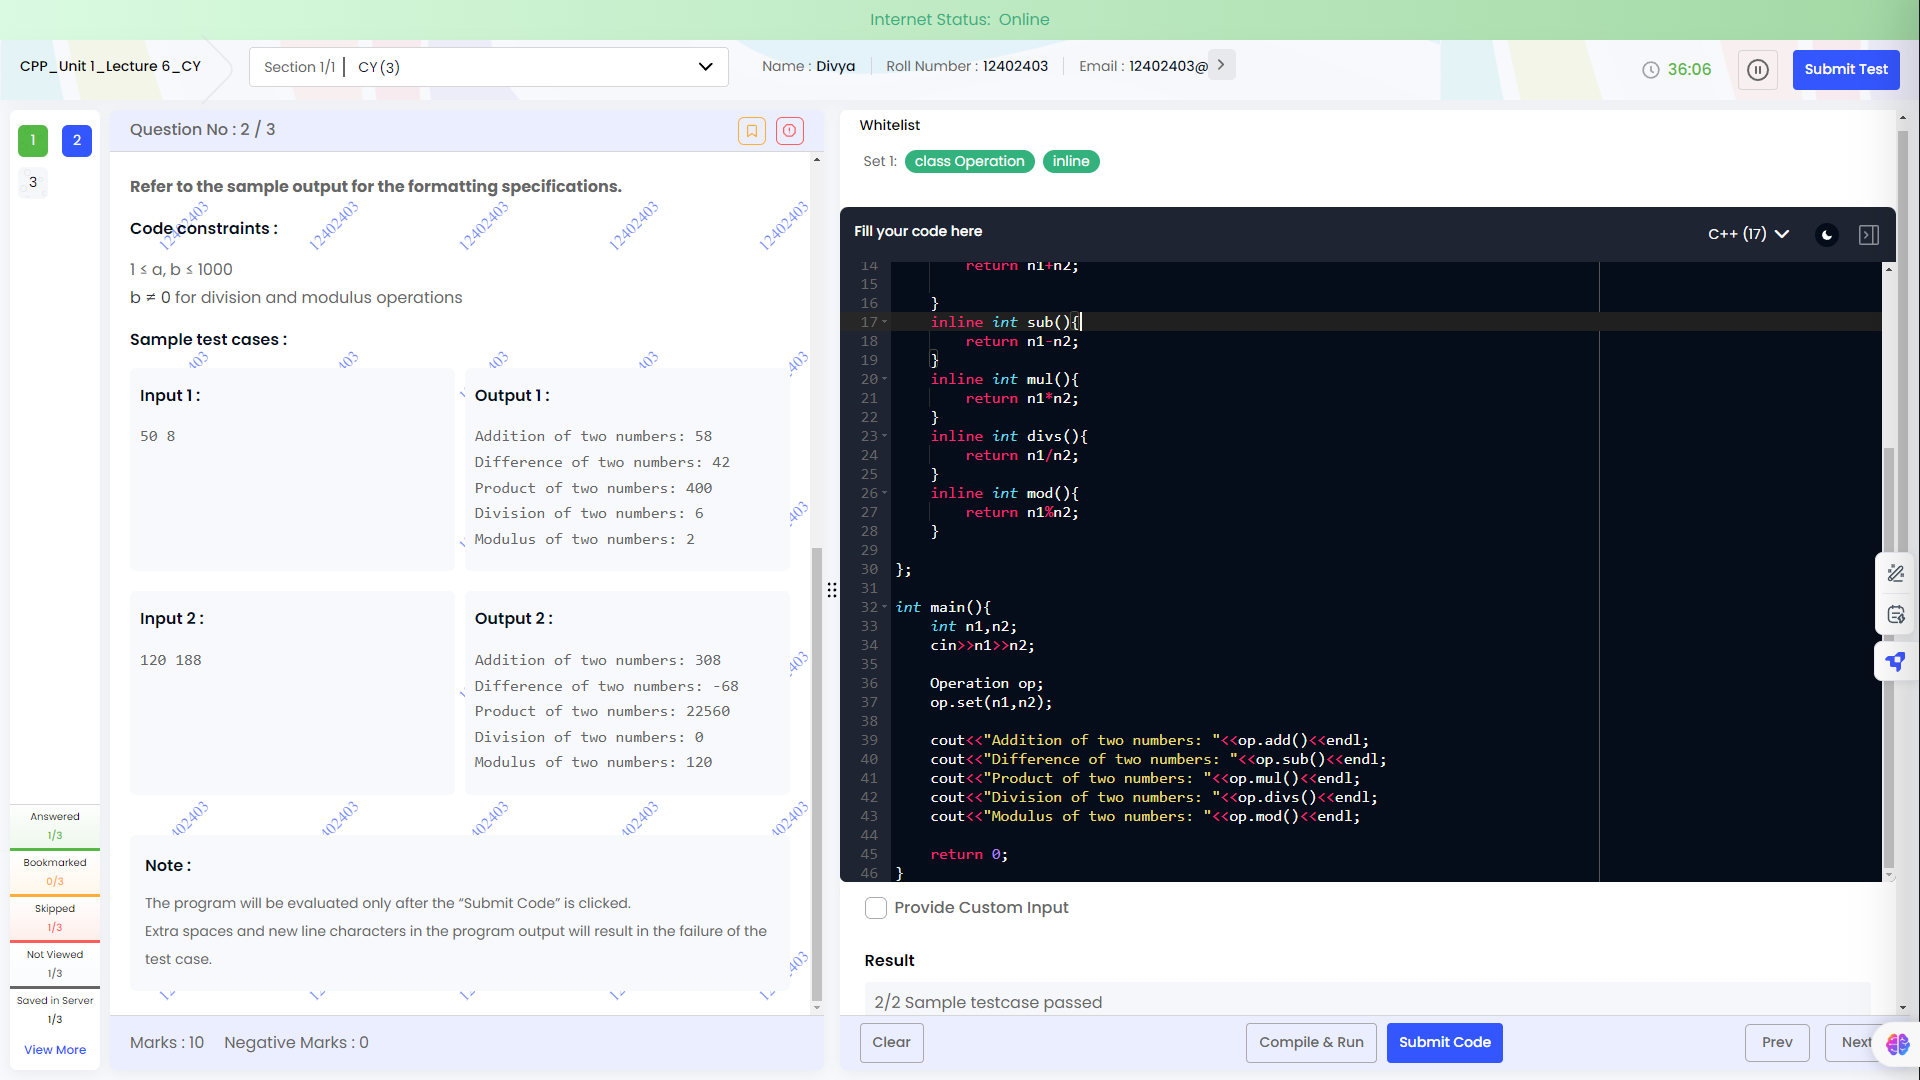 Internet Status: Online
CPP_Unit 1_Lecture 6_CY
Section 1/1 | CY(3)
Name : Divya
Roll Number : 12402403
Email : 12402403@
36:06
Submit Test
1
2
3
Question No : 2 / 3
Refer to the sample output for the formatting specifications.
12402403 12402403 12402403 12402403 12402403
Code constraints :
1 ≤ a, b ≤ 1000
b ≠ 0 for division and modulus operations
Sample test cases :
Input 1 :
50 8
Output 1 :
Addition of two numbers: 58
Difference of two numbers: 42
Product of two numbers: 400
Division of two numbers: 6
Modulus of two numbers: 2
Input 2 :
120 188
Output 2 :
Addition of two numbers: 308
Difference of two numbers: -68
Product of two numbers: 22560
Division of two numbers: 0
Modulus of two numbers: 120
Note :
The program will be evaluated only after the “Submit Code” is clicked.
Extra spaces and new line characters in the program output will result in the failure of the
test case.
Answered
1/3
Bookmarked
0/3
Skipped
1/3
Not Viewed
1/3
Saved in Server
1/3
View More
Marks : 10
Negative Marks : 0
Whitelist
Set 1: class Operation inline
Fill your code here
C++ (17)
14 return n1+n2;
15
16 }
17 inline int sub(){
18 return n1-n2;
19 }
20 inline int mul(){
21 return n1*n2;
22 }
23 inline int divs(){
24 return n1/n2;
25 }
26 inline int mod(){
27 return n1%n2;
28 }
29
30 };
31
32 int main(){
33 int n1,n2;
34 cin>>n1>>n2;
35
36 Operation op;
37 op.set(n1,n2);
38
39 cout<<"Addition of two numbers: "<<op.add()<<endl;
40 cout<<"Difference of two numbers: "<<op.sub()<<endl;
41 cout<<"Product of two numbers: "<<op.mul()<<endl;
42 cout<<"Division of two numbers: "<<op.divs()<<endl;
43 cout<<"Modulus of two numbers: "<<op.mod()<<endl;
44
45 return 0;
46 }
Provide Custom Input
Result
2/2 Sample testcase passed
Clear
Compile & Run
Submit Code
Prev
Next